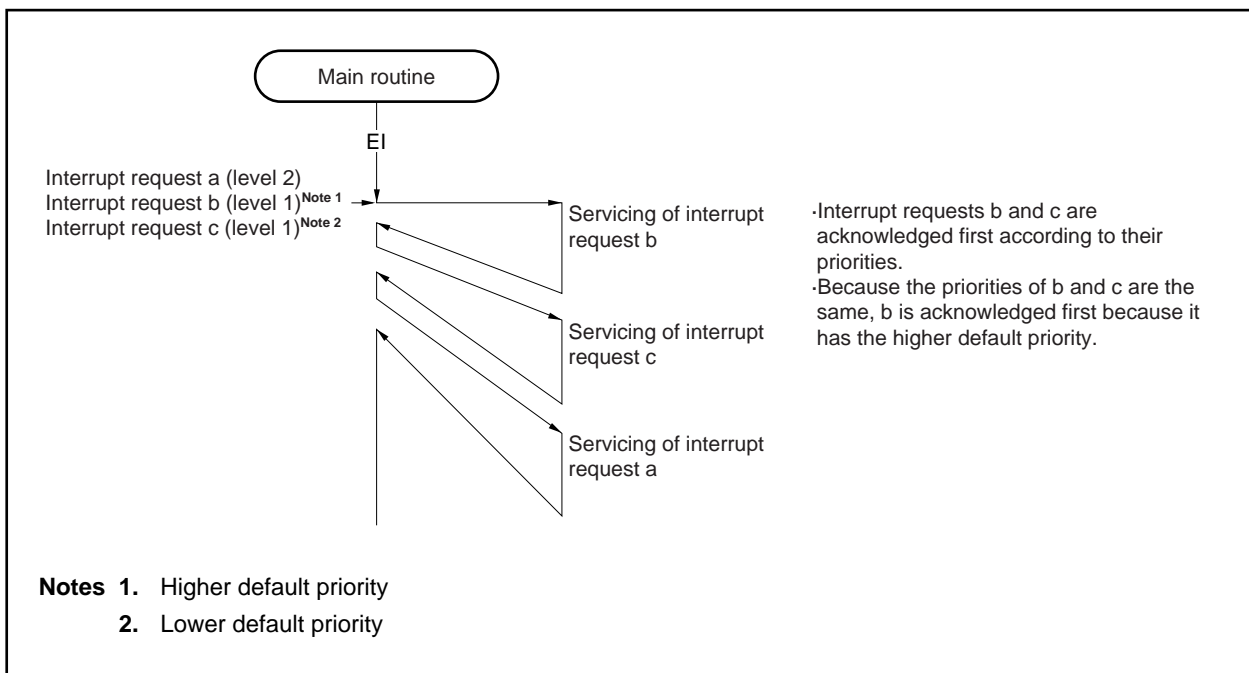 Main routine
EI
Interrupt request a (level 2)
Interrupt request b (level 1)Note 1
Interrupt request c (level 1)Note 2
Servicing of interrupt
request b
·Interrupt requests b and c are
acknowledged first according to their
priorities.
·Because the priorities of b and c are the
same, b is acknowledged first because it
has the higher default priority.
Servicing of interrupt
request c
Servicing of interrupt
request a
Notes 1. Higher default priority
2. Lower default priority